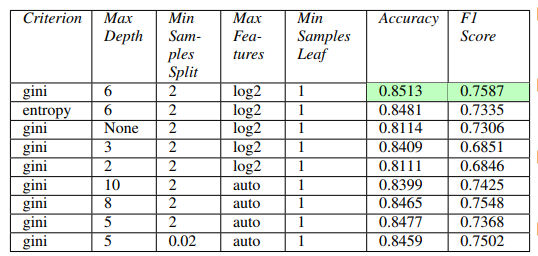 Criterion Max Depth Min Sam- ples Split Max Fea- tures Min Samples Leaf Accuracy F1 Score
gini 6 2 log2 1 0.8513 0.7587
entropy 6 2 log2 1 0.8481 0.7335
gini None 2 log2 1 0.8114 0.7306
gini 3 2 log2 1 0.8409 0.6851
gini 2 2 log2 1 0.8111 0.6846
gini 10 2 auto 1 0.8399 0.7425
gini 8 2 auto 1 0.8465 0.7548
gini 5 2 auto 1 0.8477 0.7368
gini 5 0.02 auto 1 0.8459 0.7502